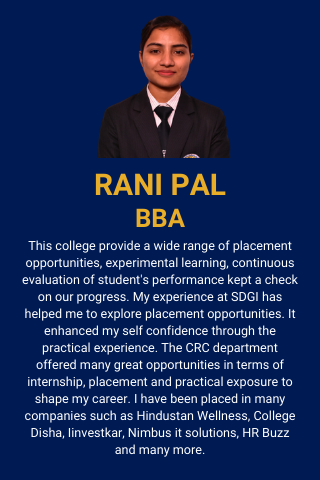 RANI PAL
BBA
This college provide a wide range of placement
opportunities, experimental learning, continuous
evaluation of student's performance kept a check
on our progress. My experience at SDGI has
helped me to explore placement opportunities. It
enhanced my self confidence through the
practical experience. The CRC department
offered many great opportunities in terms of
internship, placement and practical exposure to
shape my career. I have been placed in many
companies such as Hindustan Wellness, College
Disha, Iinvestkar, Nimbus it solutions, HR Buzz
and many more.